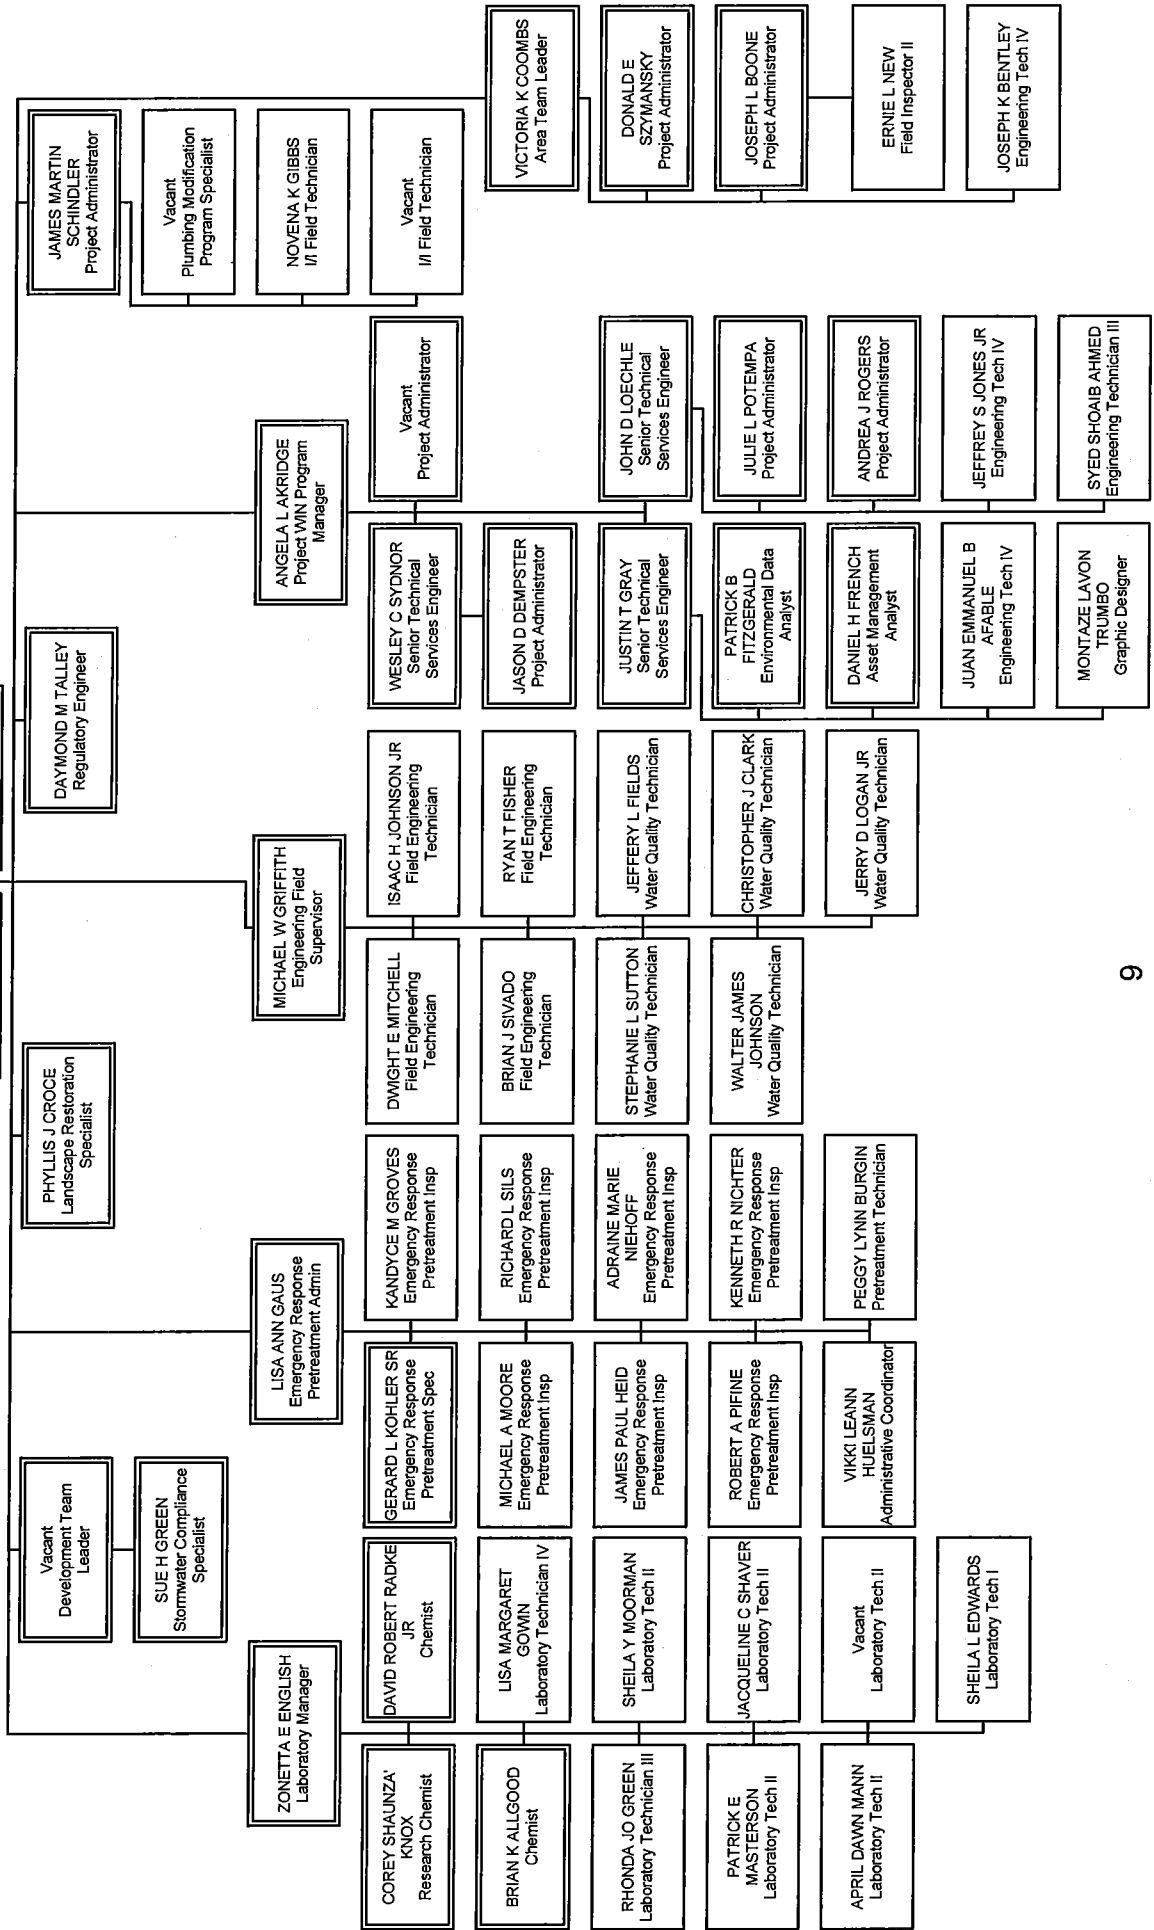 Vacant
Development Team
Leader
SUE H GREEN
Stormwater Compliance
Specialist
PHYLLIS J CROCE
Landscape Restoration
Specialist
DAYMOND M TALLEY
Regulatory Engineer
JAMES MARTIN
SCHINDLER
Project Administrator
Vacant
Plumbing Modification
Program Specialist
NOVENA K GIBBS
I/I Field Technician
Vacant
I/I Field Technician
ZONETTA E ENGLISH
Laboratory Manager
COREY SHAUNZA'
KNOX
Research Chemist
DAVID ROBERT RADKE
JR
Chemist
BRIAN K ALLGOOD
Chemist
LISA MARGARET
GOWIN
Laboratory Technician IV
RHONDA JO GREEN
Laboratory Technician III
SHEILA Y MOORMAN
Laboratory Tech II
PATRICK E
MASTERSON
Laboratory Tech II
JACQUELINE C SHAVER
Laboratory Tech II
APRIL DAWN MANN
Laboratory Tech II
Vacant
Laboratory Tech II
SHEILA L EDWARDS
Laboratory Tech I
LISA ANN GAUS
Emergency Response
Pretreatment Admin
GERARD L KOHLER SR
Emergency Response
Pretreatment Spec
KANDYCE M GROVES
Emergency Response
Pretreatment Insp
MICHAEL A MOORE
Emergency Response
Pretreatment Insp
RICHARD L SILS
Emergency Response
Pretreatment Insp
JAMES PAUL HEID
Emergency Response
Pretreatment Insp
ADRAINE MARIE
NIEHOFF
Emergency Response
Pretreatment Insp
ROBERT A PIFINE
Emergency Response
Pretreatment Insp
KENNETH R NICHTER
Emergency Response
Pretreatment Insp
VIKKI LEANN
HUELSMAN
Administrative Coordinator
PEGGY LYNN BURGIN
Pretreatment Technician
MICHAEL W GRIFFITH
Engineering Field
Supervisor
DWIGHT E MITCHELL
Field Engineering
Technician
ISAAC H JOHNSON JR
Field Engineering
Technician
BRIAN J SIVADO
Field Engineering
Technician
RYAN T FISHER
Field Engineering
Technician
STEPHANIE L SUTTON
Water Quality Technician
JEFFERY L FIELDS
Water Quality Technician
WALTER JAMES
JOHNSON
Water Quality Technician
CHRISTOPHER J CLARK
Water Quality Technician
JERRY D LOGAN JR
Water Quality Technician
ANGELA L AKRIDGE
Project WIN Program
Manager
WESLEY C SYDNOR
Senior Technical
Services Engineer
Vacant
Project Administrator
JASON D DEMPSTER
Project Administrator
JUSTIN T GRAY
Senior Technical
Services Engineer
JOHN D LOECHLE
Senior Technical
Services Engineer
PATRICK B
FITZGERALD
Environmental Data
Analyst
JULIE L POTEMPA
Project Administrator
DANIEL H FRENCH
Asset Management
Analyst
ANDREA J ROGERS
Project Administrator
JUAN EMMANUEL B
AFABLE
Engineering Tech IV
JEFFREY S JONES JR
Engineering Tech IV
MONTAZE LAVON
TRUMBO
Graphic Designer
SYED SHOAIB AHMED
Engineering Technician III
VICTORIA K COOMBS
Area Team Leader
DONALD E
SZYMANSKY
Project Administrator
JOSEPH L BOONE
Project Administrator
ERNIE L NEW
Field Inspector II
JOSEPH K BENTLEY
Engineering Tech IV
9